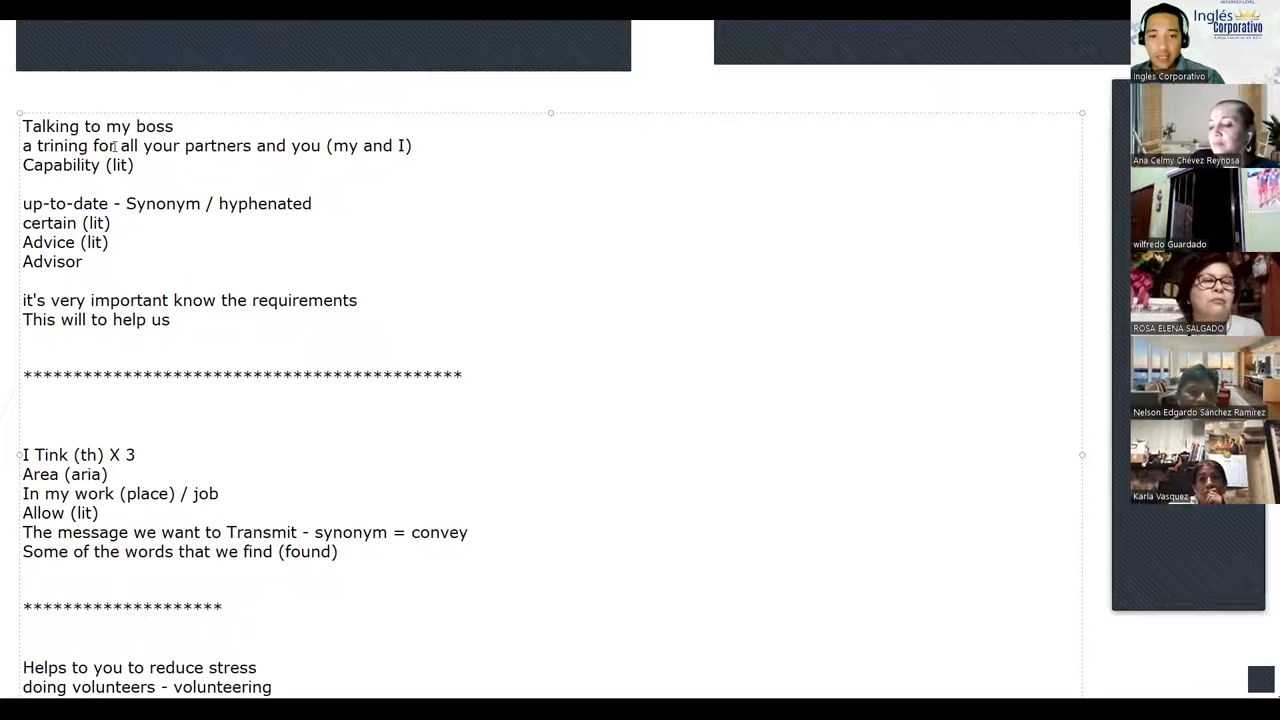 Talking to my boss
a trining for all your partners and you (my and I)
Capability (lit)
up-to-date - Synonym / hyphenated
certain (lit)
Advice (lit)
Advisor
it's very important know the requirements
This will to help us
********************************************
I Tink (th) X 3
Area (aria)
In my work (place) / job
Allow (lit)
The message we want to Transmit - synonym = convey
Some of the words that we find (found)
********************
Helps to you to reduce stress
doing volunteers - volunteering
Inglés
Corporativo
Ingles Corporativo
Ana Celmy Chévez Reynosa
wilfredo Guardado
ROSA ELENA SALGADO
Nelson Edgardo Sánchez Ramírez
Karla Vasquez